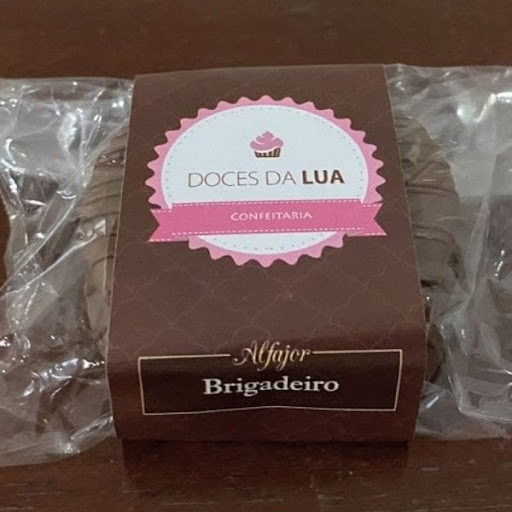 DOCES DA LUA
CONFEITARIA
Alfajor
Brigadeiro